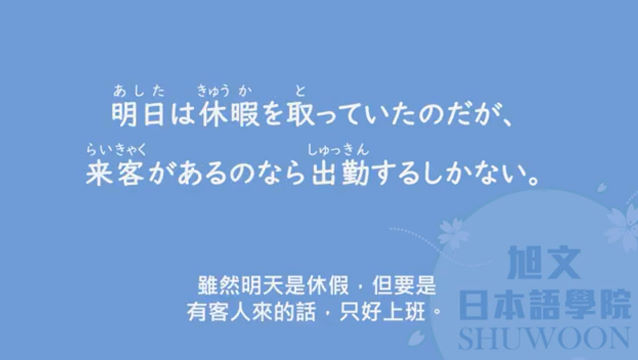 あした きゅうか と
明日は休暇を取っていたのだが、
らいきゃく しゅっきん
来客があるのなら出勤するしかない。
雖然明天是休假，但要是
有客人來的話，只好上班。
旭文
日本語學院
SHUWOON